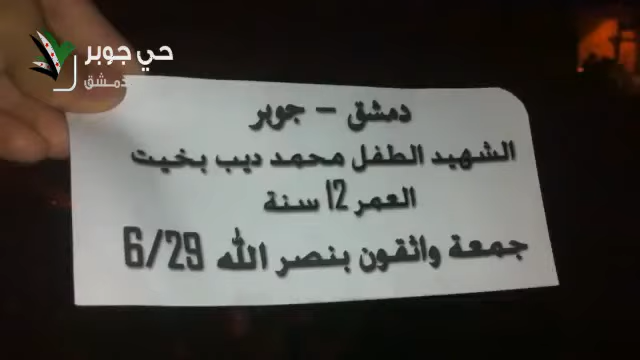 حي جوبر
دمشق
دمشق - جوبر
الشهيد الطفل محمد ديب بخيت
العمر 12 سنة
جمعة واثقون بنصر الله 6/29